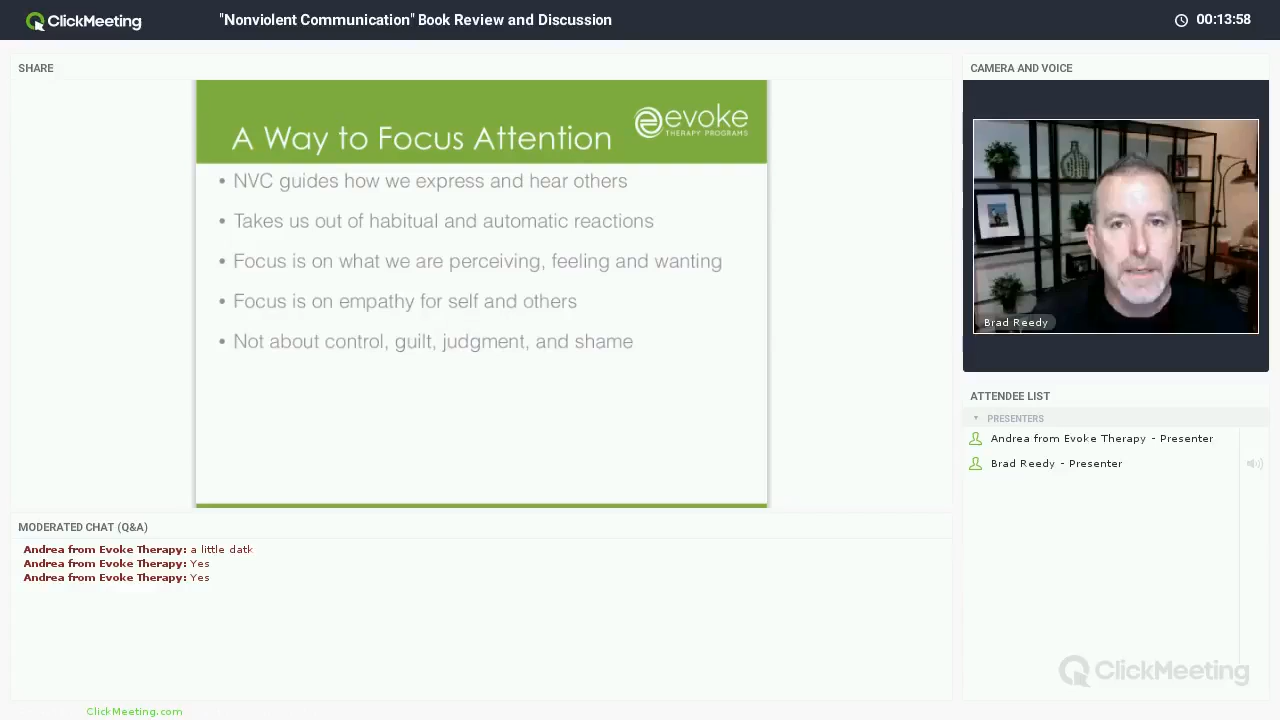 ClickMeeting
"Nonviolent Communication" Book Review and Discussion
00:13:58
SHARE
A Way to Focus Attention
evoke
THERAPY PROGRAMS
• NVC guides how we express and hear others
• Takes us out of habitual and automatic reactions
• Focus is on what we are perceiving, feeling and wanting
• Focus is on empathy for self and others
• Not about control, guilt, judgment, and shame
CAMERA AND VOICE
Brad Reedy
ATTENDEE LIST
PRESENTERS
Andrea from Evoke Therapy - Presenter
Brad Reedy - Presenter
MODERATED CHAT (Q&A)
Andrea from Evoke Therapy: a little datk
Andrea from Evoke Therapy: Yes
Andrea from Evoke Therapy: Yes
ClickMeeting
ClickMeeting.com